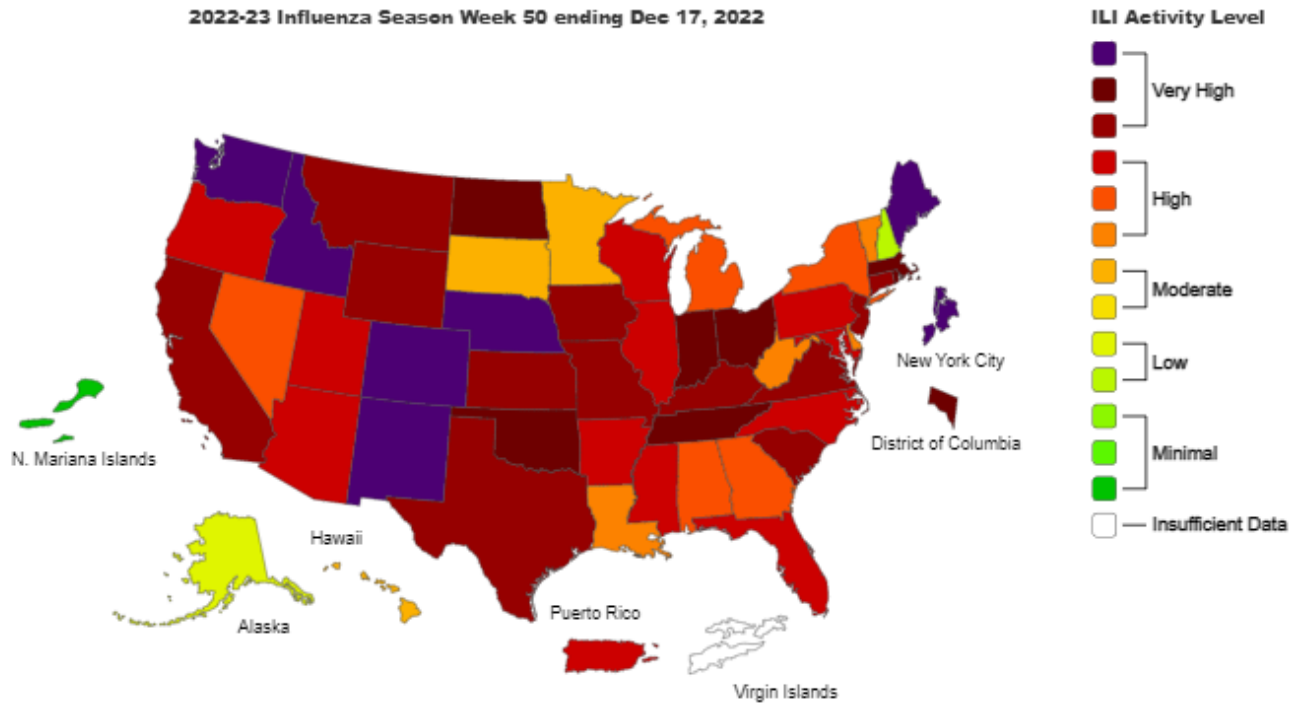 2022-23 Influenza Season Week 50 ending Dec 17, 2022
ILI Activity Level
Very High
High
Moderate
Low
Minimal
Insufficient Data
New York City
District of Columbia
N. Mariana Islands
Hawaii
Alaska
Puerto Rico
Virgin Islands